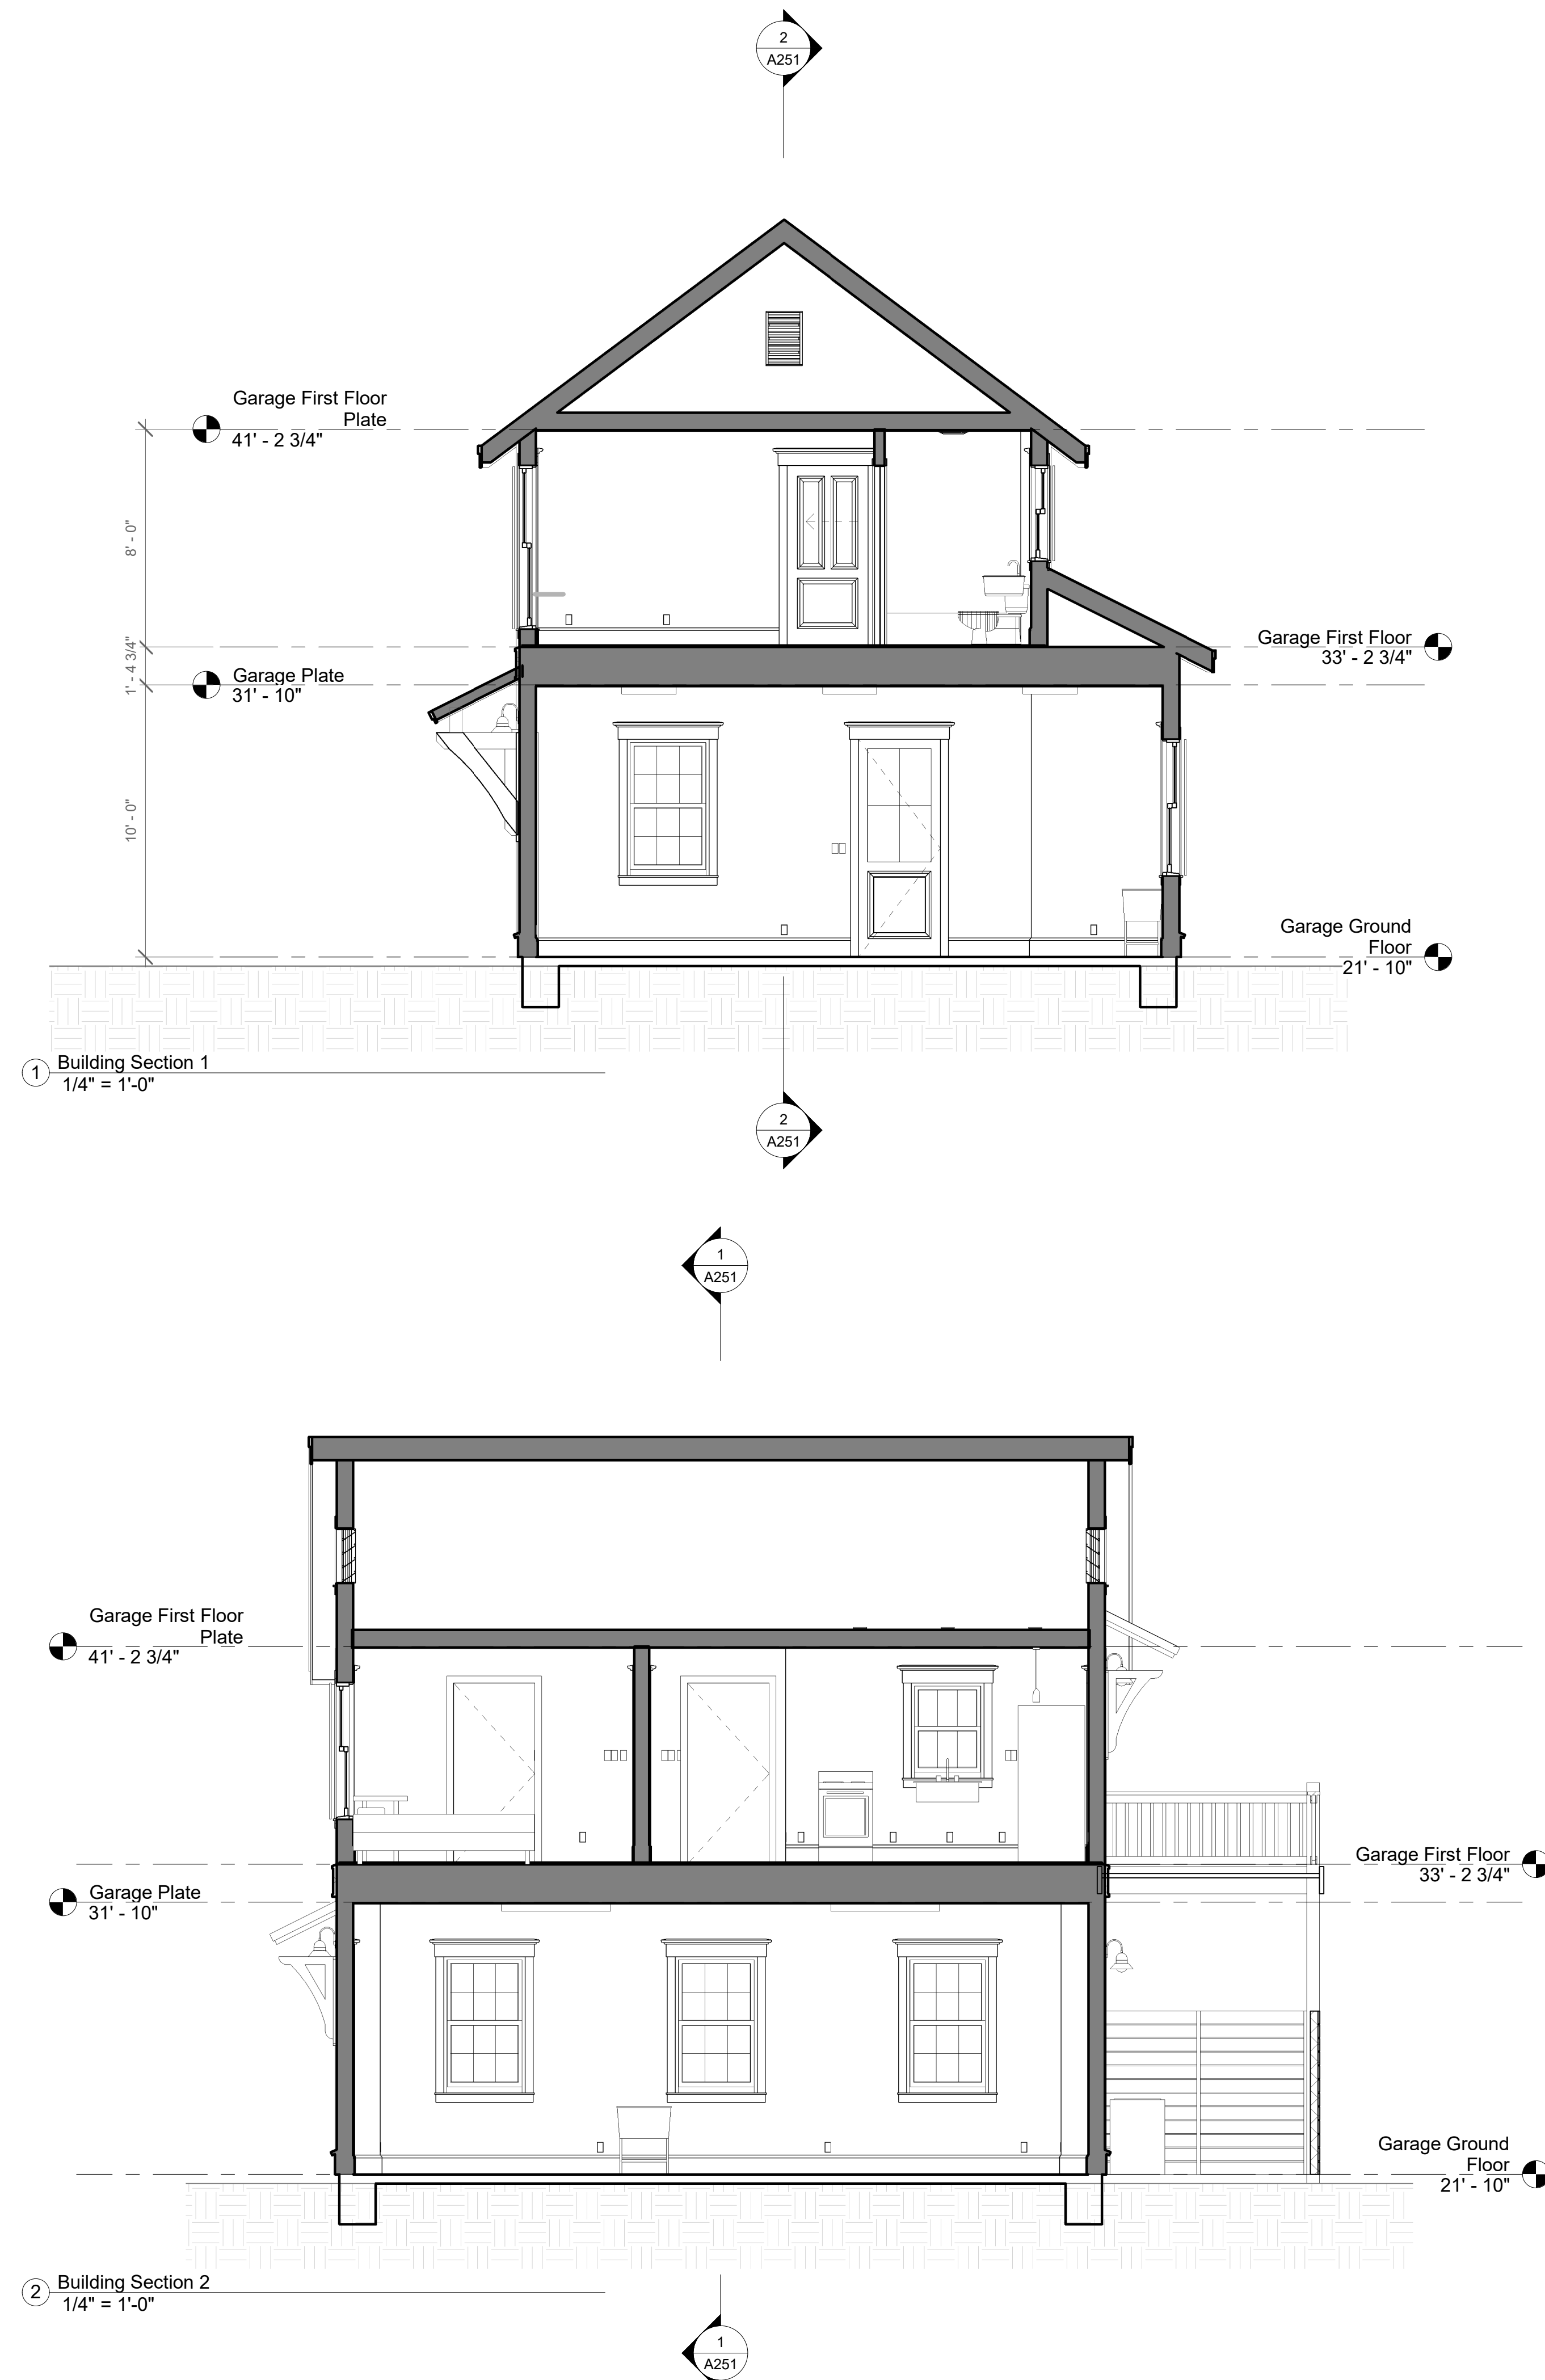 2
A251
Garage First Floor
Plate
41' - 2 3/4"
8' - 0"
Garage First Floor
33' - 2 3/4"
1' - 4 3/4"
Garage Plate
31' - 10"
10' - 0"
Garage Ground
Floor
21' - 10"
1
Building Section 1
1/4" = 1'-0"
2
A251
1
A251
Garage First Floor
Plate
41' - 2 3/4"
Garage First Floor
33' - 2 3/4"
Garage Plate
31' - 10"
Garage Ground
Floor
21' - 10"
2
Building Section 2
1/4" = 1'-0"
1
A251